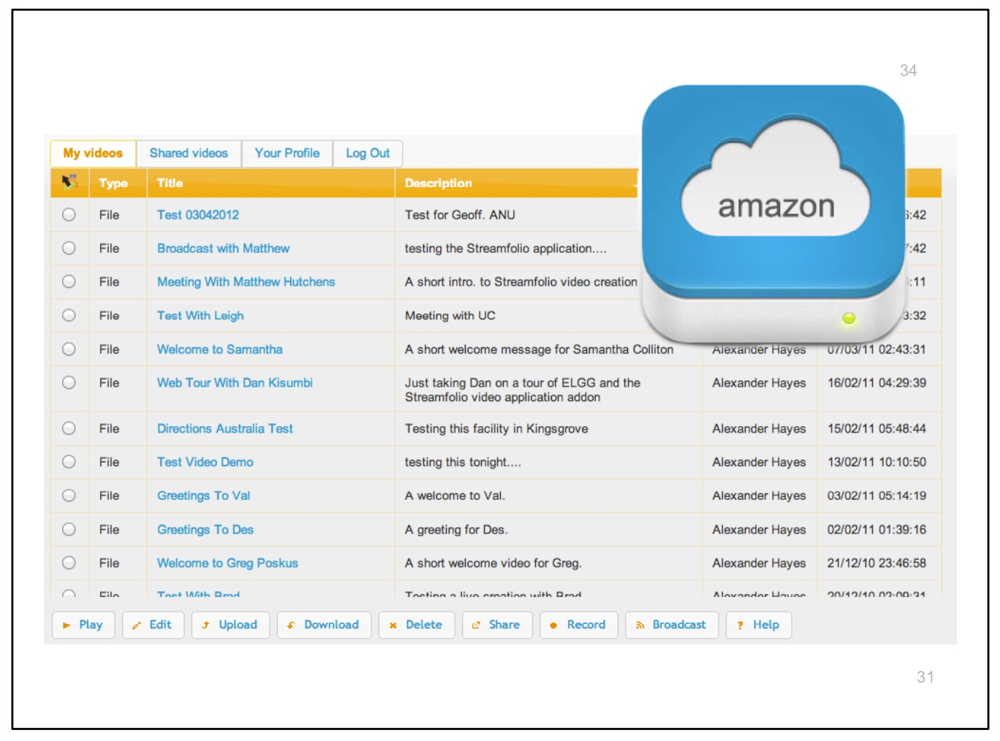 34
My videos Shared videos Your Profile Log Out
Type Title Description
amazon
File Test 03042012 Test for Geoff. ANU :42
File Broadcast with Matthew testing the Streamfolio application.... :42
File Meeting With Matthew Hutchens A short intro. to Streamfolio video creation :11
File Test With Leigh Meeting with UC 3:32
File Welcome to Samantha A short welcome message for Samantha Colliton Alexander Hayes 07/03/11 02:43:31
File Web Tour With Dan Kisumbi Just taking Dan on a tour of ELGG and the Alexander Hayes 16/02/11 04:29:39
Streamfolio video application addon
File Directions Australia Test Testing this facility in Kingsgrove Alexander Hayes 15/02/11 05:48:44
File Test Video Demo testing this tonight.... Alexander Hayes 13/02/11 10:10:50
File Greetings To Val A welcome to Val. Alexander Hayes 03/02/11 05:14:19
File Greetings To Des A greeting for Des. Alexander Hayes 02/02/11 01:39:16
File Welcome to Greg Poskus A short welcome video for Greg. Alexander Hayes 21/12/10 23:46:58
File Test With Brad Testing a live creation with Brad Alexander Hayes 20/12/10 02:09:31
Play Edit Upload Download Delete Share Record Broadcast ? Help
31